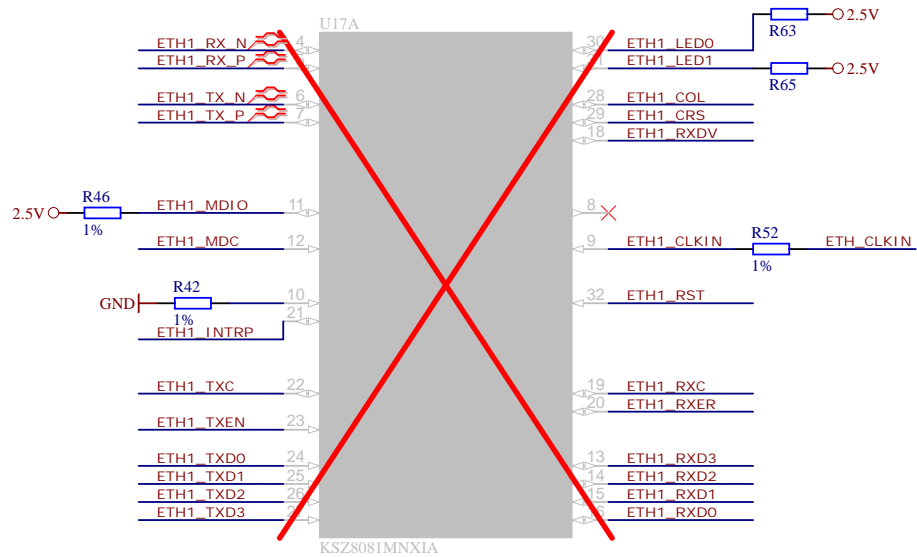 U17A
ETH1_RX_N 4
ETH1_RX_P
ETH1_TX_N 6
ETH1_TX_P 7
2.5V R46 1% ETH1_MDIO 11
ETH1_MDC 12
GND R42 1% 10
ETH1_INTRP 21
ETH1_TXC 22
ETH1_TXEN 23
ETH1_TXD0 24
ETH1_TXD1 25
ETH1_TXD2 26
ETH1_TXD3
30 ETH1_LED0 R63 2.5V
ETH1_LED1 R65 2.5V
28 ETH1_COL
29 ETH1_CRS
18 ETH1_RXDV
8
9 ETH1_CLKIN R52 1% ETH_CLKIN
32 ETH1_RST
19 ETH1_RXC
20 ETH1_RXER
13 ETH1_RXD3
14 ETH1_RXD2
15 ETH1_RXD1
ETH1_RXD0
KSZ8081MNXIA